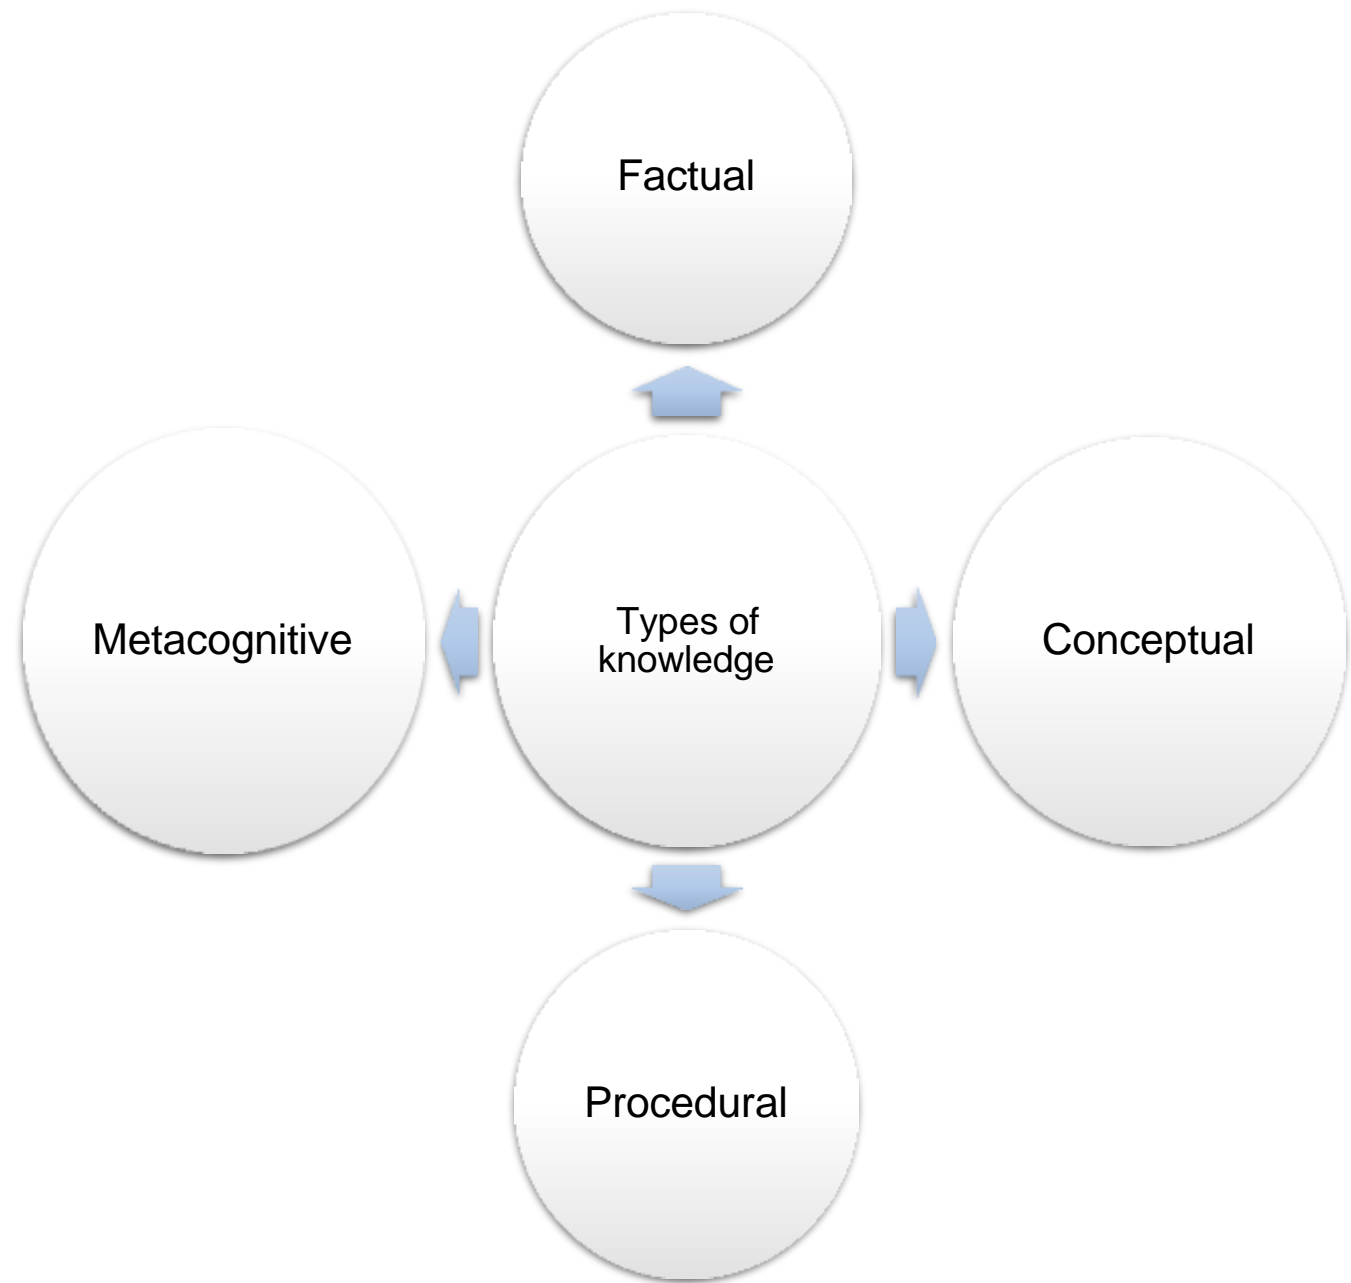 Factual
Metacognitive
Types of
knowledge
Conceptual
Procedural